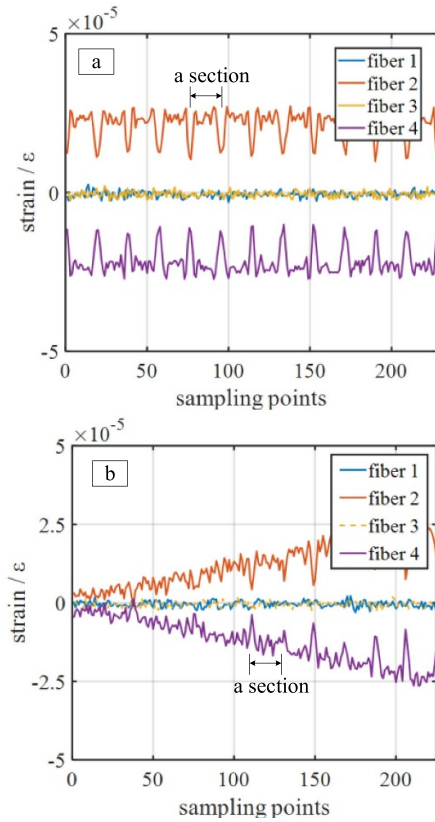 ×10⁻⁵
a
a section
fiber 1
fiber 2
fiber 3
fiber 4
5
0
-5
strain / ε
0 50 100 150 200
sampling points
×10⁻⁵
b
fiber 1
fiber 2
fiber 3
fiber 4
5
2.5
0
-2.5
-5
strain / ε
a section
0 50 100 150 200
sampling points